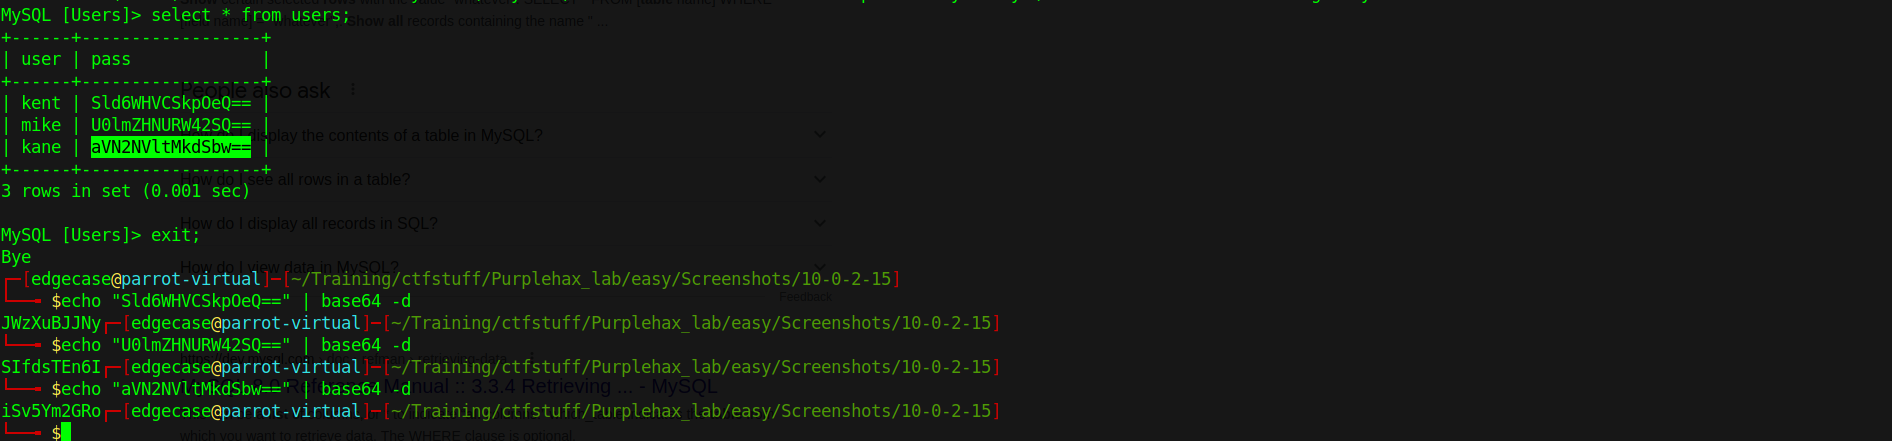 MySQL [Users]> select * from users;
Show all records containing the name " ...
+------+------------------+
| user | pass             |
+------+------------------+
People also ask
| kent | Sld6WHVCSkpOeQ== |
| mike | U0lmZHNURW42SQ== |
display the contents of a table in MySQL?
| kane | aVN2NVltMkdSbw== |
+------+------------------+
How do I see all rows in a table?
3 rows in set (0.001 sec)
How do I display all records in SQL?
MySQL [Users]> exit;
Bye
How do I view data in MySQL?
┌─[edgecase@parrot-virtual]─[~/Training/ctfstuff/Purplehax_lab/easy/Screenshots/10-0-2-15]
Feedback
└──╼ $echo "Sld6WHVCSkpOeQ==" | base64 -d
JWzXuBJJNy┌─[edgecase@parrot-virtual]─[~/Training/ctfstuff/Purplehax_lab/easy/Screenshots/10-0-2-15]
└──╼ $echo "U0lmZHNURW42SQ==" | base64 -d
SIfdsTEn6I┌─[edgecase@parrot-virtual]─[~/Training/ctfstuff/Purplehax_lab/easy/Screenshots/10-0-2-15]
└──╼ $echo "aVN2NVltMkdSbw==" | base64 -d
Manual :: 3.3.4 Retrieving ... - MySQL
iSv5Ym2GRo┌─[edgecase@parrot-virtual]─[~/Training/ctfstuff/Purplehax_lab/easy/Screenshots/10-0-2-15]
└──╼ $
which you want to retrieve data. The WHERE clause is optional.